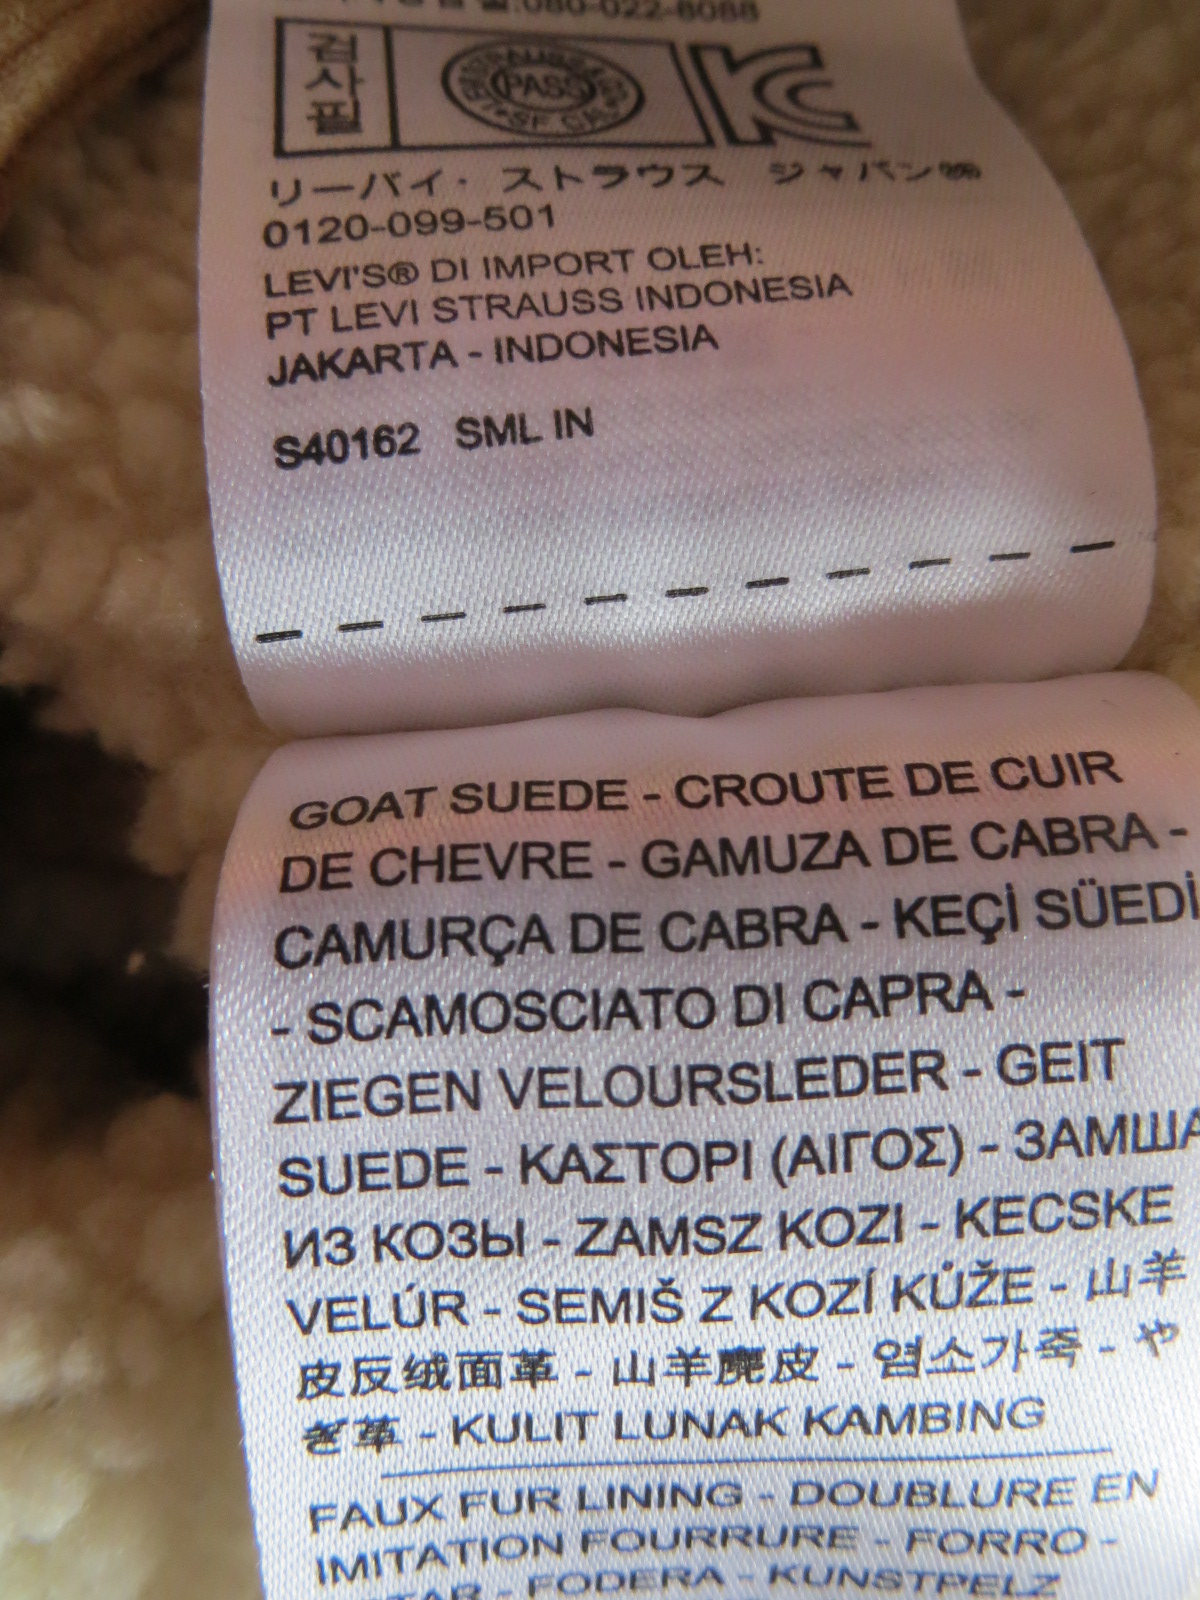 :080-022-8088
검사필
PASS
리ーバイ· ストラウス ジャパン㈱
0120-099-501
LEVI'S® DI IMPORT OLEH:
PT LEVI STRAUSS INDONESIA
JAKARTA - INDONESIA
S40162 SML IN
GOAT SUEDE - CROUTE DE CUIR
DE CHEVRE - GAMUZA DE CABRA -
CAMURÇA DE CABRA - KEÇİ SÜEDİ
- SCAMOSCIATO DI CAPRA -
ZIEGEN VELOURSLEDER - GEIT
SUEDE - ΚΑΣΤΟΡΙ (ΑΙΓΟΣ) - ЗАМША
ИЗ КОЗЫ - ZAMSZ KOZI - KECSKE
VELÚR - SEMIŠ Z KOZÍ KŮŽE - 山羊
皮反绒面革 - 山羊麂皮 - 염소가죽 - や
ぎ革 - KULIT LUNAK KAMBING
FAUX FUR LINING - DOUBLURE EN
IMITATION FOURRURE - FORRO -
- FODERA - KUNSTPELZ